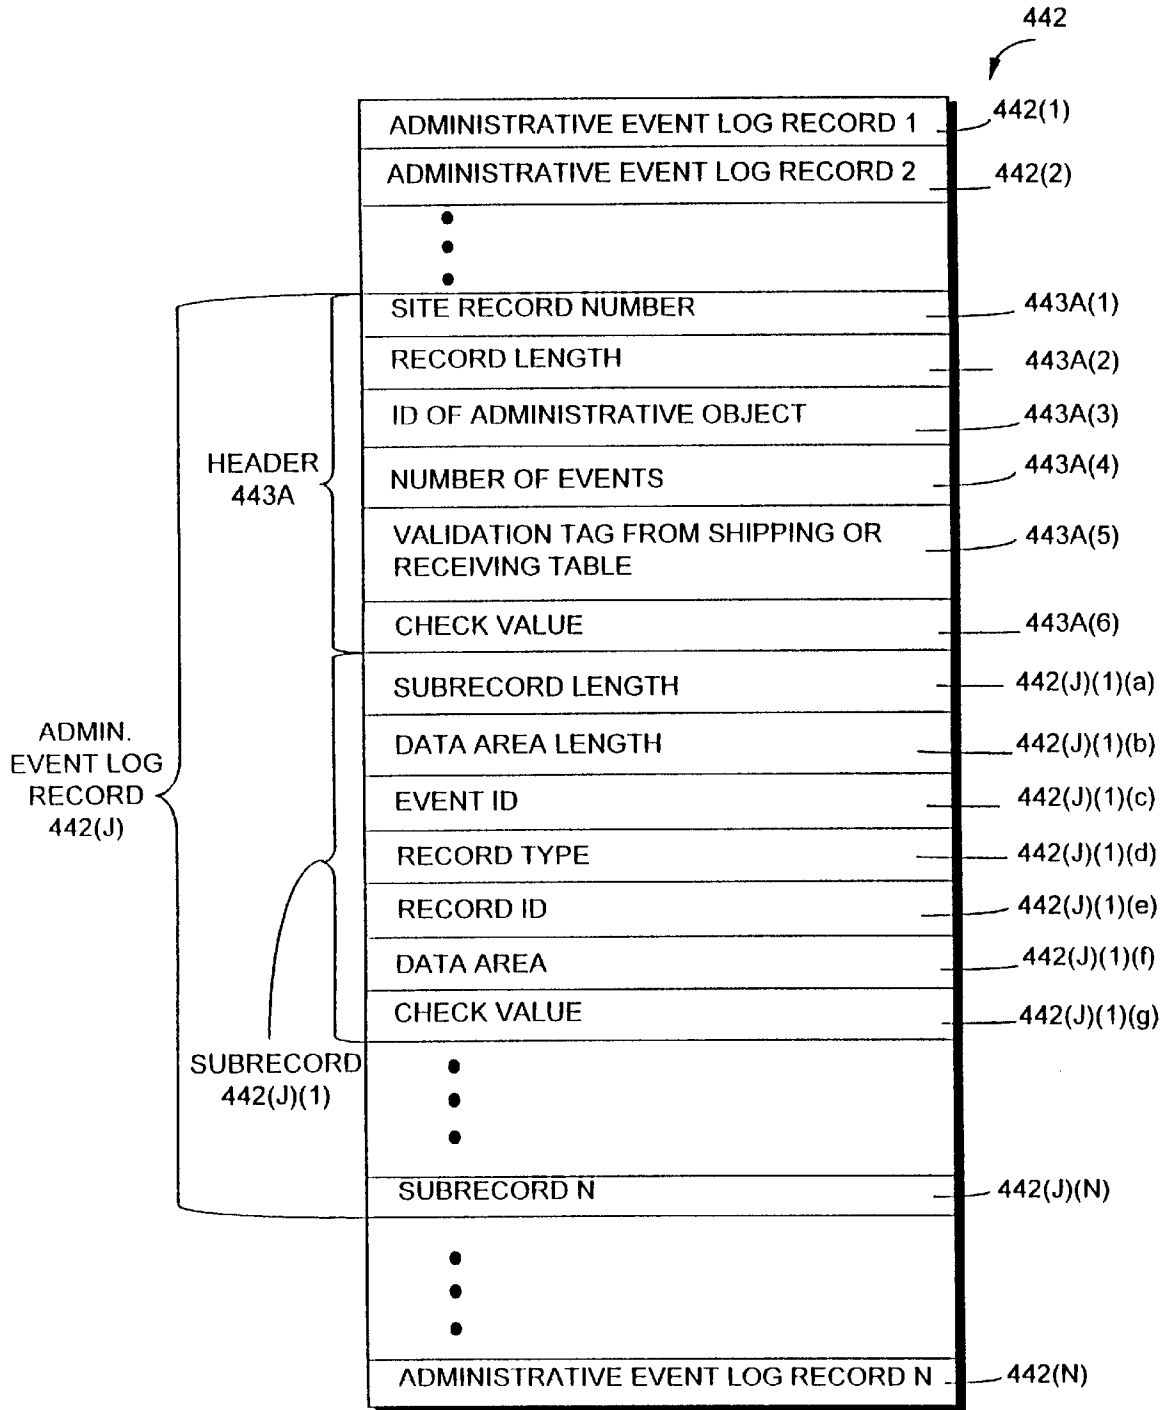 442
ADMINISTRATIVE EVENT LOG RECORD 1
442(1)
ADMINISTRATIVE EVENT LOG RECORD 2
442(2)
SITE RECORD NUMBER
443A(1)
RECORD LENGTH
443A(2)
ID OF ADMINISTRATIVE OBJECT
443A(3)
HEADER
443A
NUMBER OF EVENTS
443A(4)
VALIDATION TAG FROM SHIPPING OR
RECEIVING TABLE
443A(5)
CHECK VALUE
443A(6)
SUBRECORD LENGTH
442(J)(1)(a)
ADMIN.
EVENT LOG
RECORD
442(J)
DATA AREA LENGTH
442(J)(1)(b)
EVENT ID
442(J)(1)(c)
RECORD TYPE
442(J)(1)(d)
RECORD ID
442(J)(1)(e)
DATA AREA
442(J)(1)(f)
CHECK VALUE
442(J)(1)(g)
SUBRECORD
442(J)(1)
SUBRECORD N
442(J)(N)
ADMINISTRATIVE EVENT LOG RECORD N
442(N)